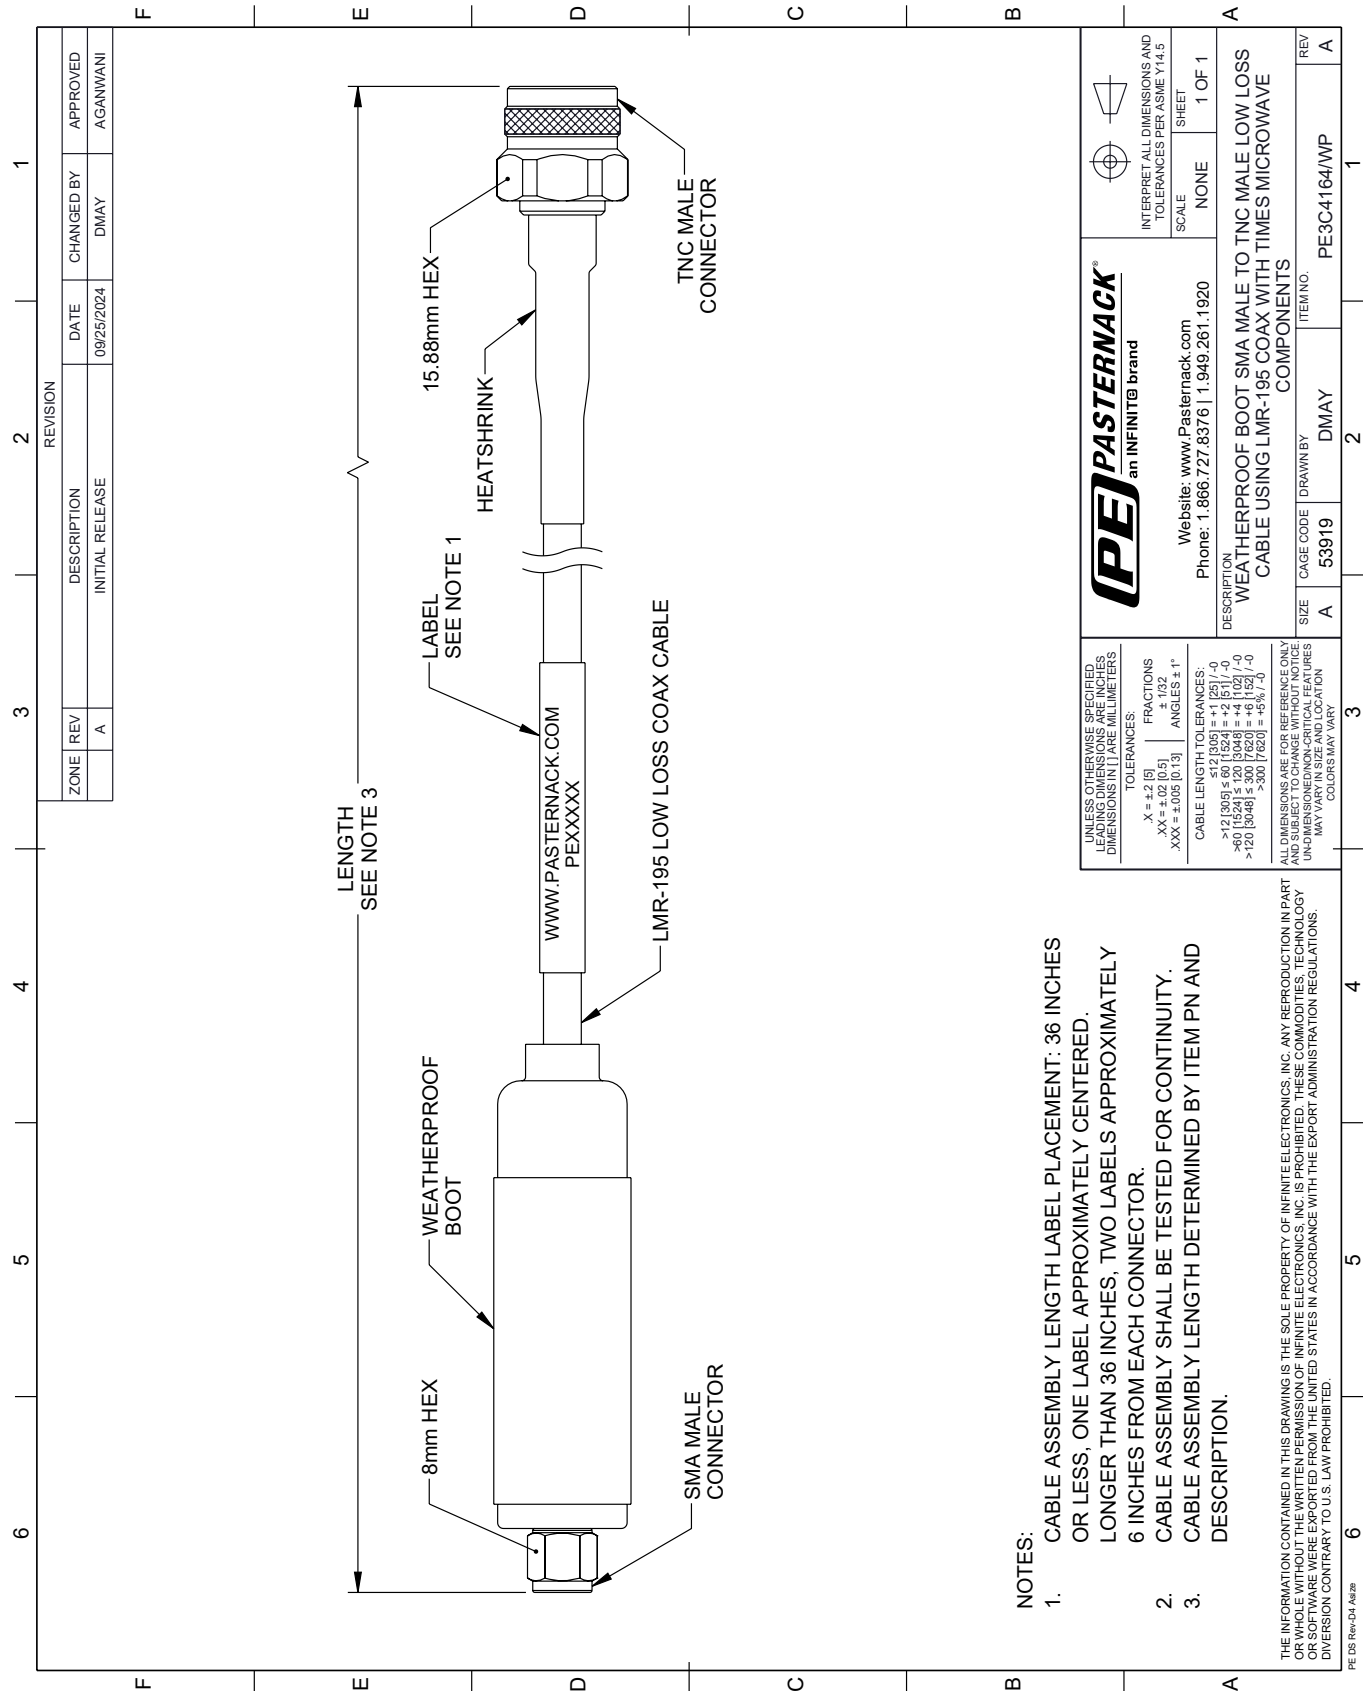 6
5
4
3
2
1
F
E
D
C
B
A
REVISION
ZONE REV DESCRIPTION DATE CHANGED BY APPROVED
A INITIAL RELEASE 09/25/2024 DMAY AGANWANI
LENGTH
SEE NOTE 3
8mm HEX
WEATHERPROOF
BOOT
LABEL
SEE NOTE 1
HEATSHRINK
15.88mm HEX
WWW.PASTERNACK.COM
PEXXXXX
SMA MALE
CONNECTOR
LMR-195 LOW LOSS COAX CABLE
TNC MALE
CONNECTOR
NOTES:
1. CABLE ASSEMBLY LENGTH LABEL PLACEMENT: 36 INCHES
OR LESS, ONE LABEL APPROXIMATELY CENTERED.
LONGER THAN 36 INCHES, TWO LABELS APPROXIMATELY
6 INCHES FROM EACH CONNECTOR.
2. CABLE ASSEMBLY SHALL BE TESTED FOR CONTINUITY.
3. CABLE ASSEMBLY LENGTH DETERMINED BY ITEM PN AND
DESCRIPTION.
THE INFORMATION CONTAINED IN THIS DRAWING IS THE SOLE PROPERTY OF INFINITE ELECTRONICS, INC. ANY REPRODUCTION IN PART
OR WHOLE WITHOUT THE WRITTEN PERMISSION OF INFINITE ELECTRONICS, INC. IS PROHIBITED. THESE COMMODITIES, TECHNOLOGY
OR SOFTWARE WERE EXPORTED FROM THE UNITED STATES IN ACCORDANCE WITH THE EXPORT ADMINISTRATION REGULATIONS.
DIVERSION CONTRARY TO U.S. LAW PROHIBITED.
UNLESS OTHERWISE SPECIFIED
LEADING DIMENSIONS ARE INCHES
DIMENSIONS IN [ ] ARE MILLIMETERS
TOLERANCES:
.X = ±.2 [5] FRACTIONS
.XX = ±.02 [0.5] ± 1/32
.XXX = ±.005 [0.13] ANGLES ± 1°
CABLE LENGTH TOLERANCES:
≤12 [305] = +1 [25] / -0
>12 [305] ≤ 60 [1524] = +2 [51] / -0
>60 [1524] ≤ 120 [3048] = +4 [102] / -0
>120 [3048] ≤ 300 [7620] = +6 [152] / -0
>300 [7620] = +5% / -0
ALL DIMENSIONS ARE FOR REFERENCE ONLY
AND SUBJECT TO CHANGE WITHOUT NOTICE.
UN-DIMENSIONED/NON-CRITICAL FEATURES
MAY VARY IN SIZE AND LOCATION
COLORS MAY VARY
PE PASTERNACK®
an INFINIT@ brand
Website: www.Pasternack.com
Phone: 1.866.727.8376 | 1.949.261.1920
INTERPRET ALL DIMENSIONS AND
TOLERANCES PER ASME Y14.5
SCALE NONE
SHEET 1 OF 1
DESCRIPTION
WEATHERPROOF BOOT SMA MALE TO TNC MALE LOW LOSS
CABLE USING LMR-195 COAX WITH TIMES MICROWAVE
COMPONENTS
SIZE A
CAGE CODE 53919
DRAWN BY DMAY
ITEM NO. PE3C4164/WP
REV A
6
5
4
3
2
1
F
E
D
C
B
A
PE DS Rev-D4 Asize